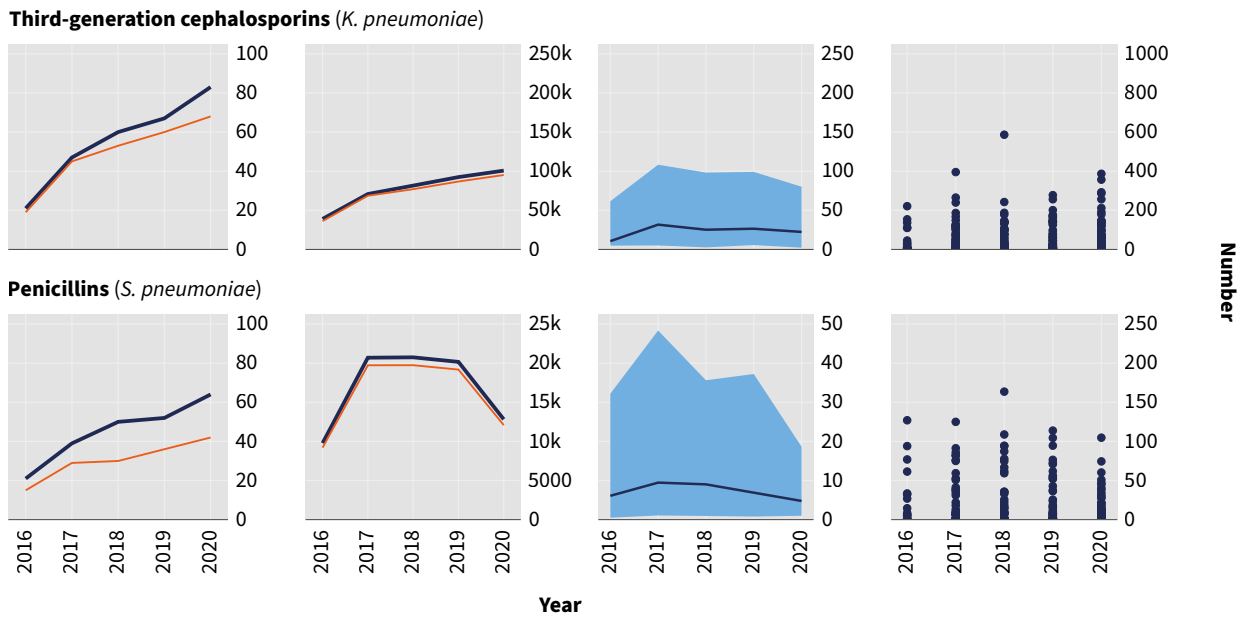 Third-generation cephalosporins (K. pneumoniae)
100 250k 250 1000
80 200k 200 800
60 150k 150 600
40 100k 100 400
20 50k 50 200
0 0 0 0
Penicillins (S. pneumoniae)
100 25k 50 250
80 20k 40 200
60 15k 30 150
40 10k 20 100
20 5000 10 50
0 0 0 0
2016 2017 2018 2019 2020 2016 2017 2018 2019 2020 2016 2017 2018 2019 2020 2016 2017 2018 2019 2020
Year
Number